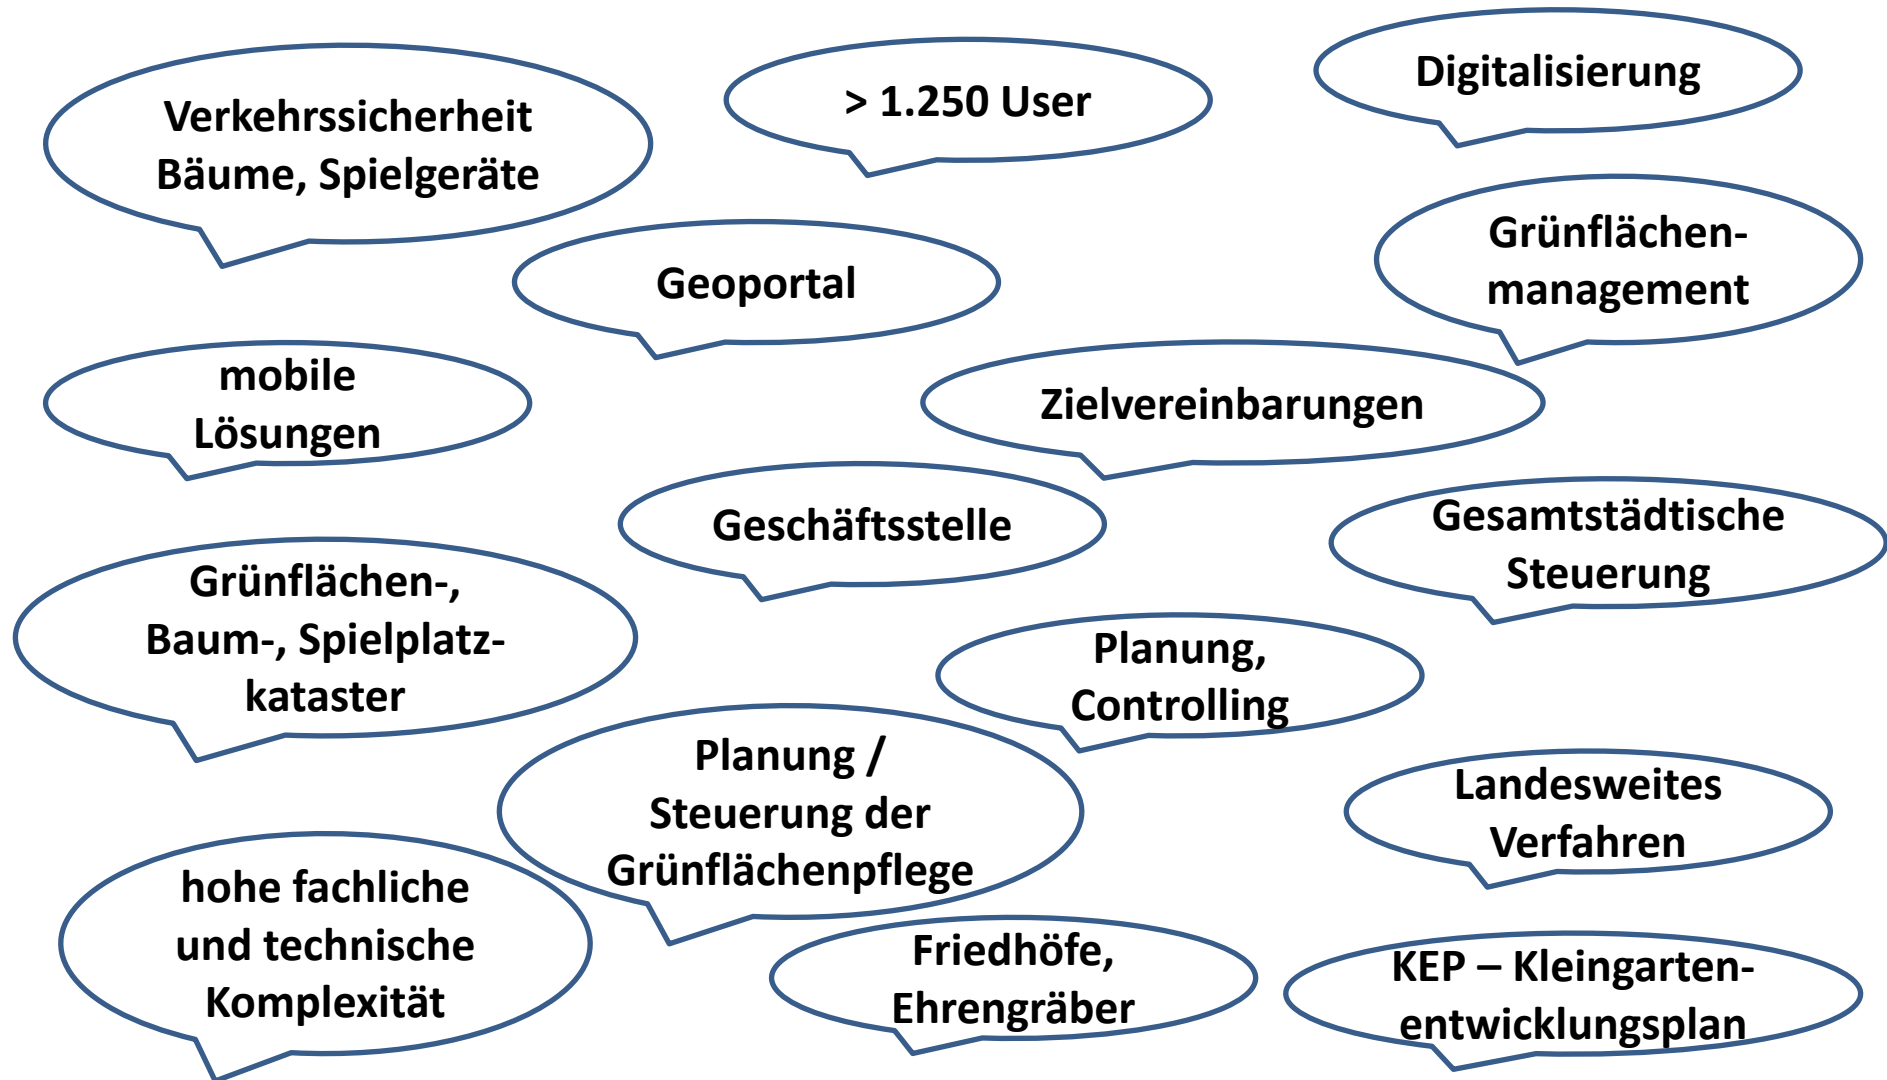 Verkehrssicherheit
Bäume, Spielgeräte
> 1.250 User
Digitalisierung
Geoportal
Grünflächen-
management
mobile
Lösungen
Zielvereinbarungen
Geschäftsstelle
Gesamtstädtische
Steuerung
Grünflächen-,
Baum-, Spielplatz-
kataster
Planung,
Controlling
Planung /
Steuerung der
Grünflächenpflege
Landesweites
Verfahren
hohe fachliche
und technische
Komplexität
Friedhöfe,
Ehrengräber
KEP – Kleingarten-
entwicklungsplan